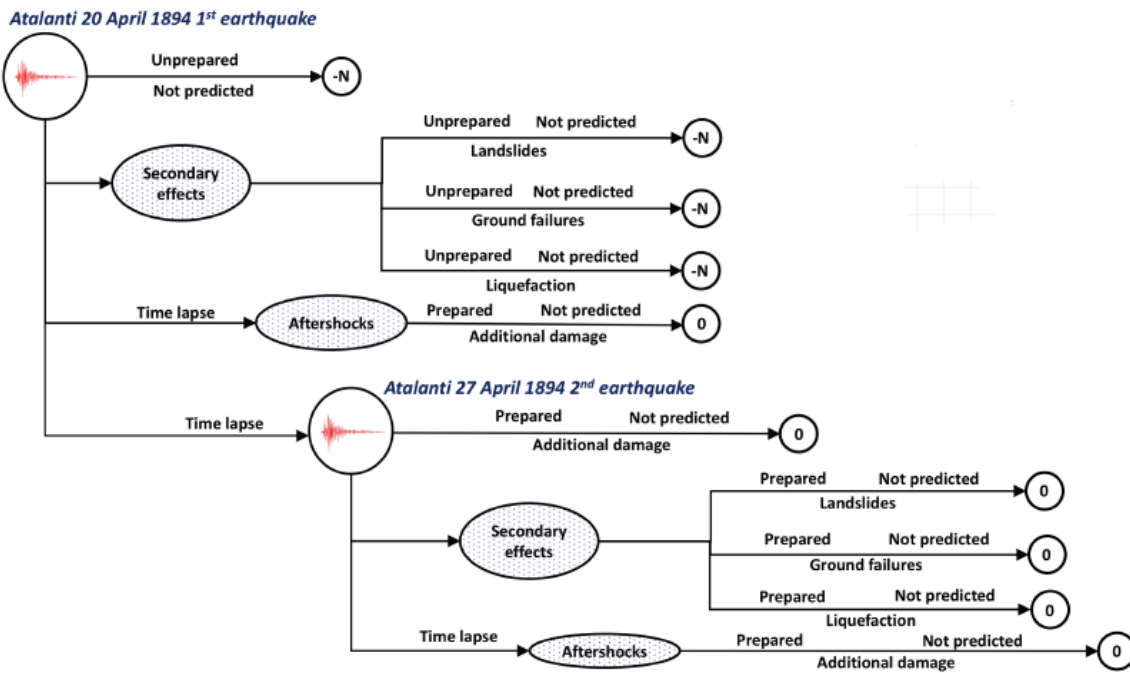 Atalanti 20 April 1894 1st earthquake
Unprepared
Not predicted
-N
Unprepared Not predicted
Landslides
-N
Secondary
effects
Unprepared Not predicted
Ground failures
-N
Unprepared Not predicted
Liquefaction
-N
Time lapse
Aftershocks
Prepared Not predicted
Additional damage
0
Atalanti 27 April 1894 2nd earthquake
Time lapse
Prepared Not predicted
Additional damage
0
Prepared Not predicted
Landslides
0
Secondary
effects
Prepared Not predicted
Ground failures
0
Prepared Not predicted
Liquefaction
0
Time lapse
Aftershocks
Prepared Not predicted
Additional damage
0